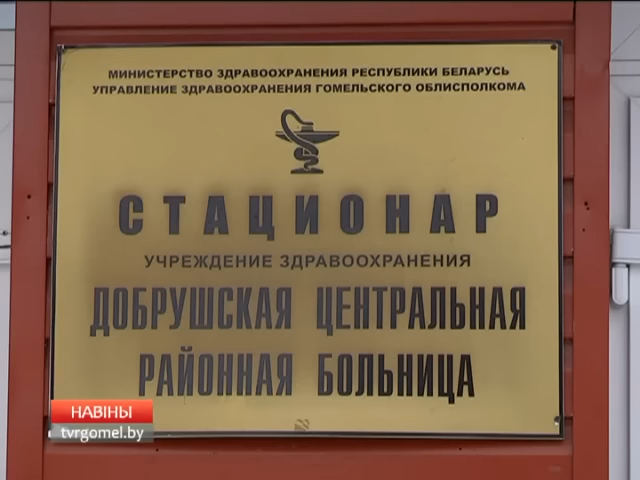 МИНИСТЕРСТВО ЗДРАВООХРАНЕНИЯ РЕСПУБЛИКИ БЕЛАРУСЬ
УПРАВЛЕНИЕ ЗДРАВООХРАНЕНИЯ ГОМЕЛЬСКОГО ОБЛИСПОЛКОМА
СТАЦИОНАР
УЧРЕЖДЕНИЕ ЗДРАВООХРАНЕНИЯ
ДОБРУШСКАЯ ЦЕНТРАЛЬНАЯ
РАЙОННАЯ БОЛЬНИЦА
НАВІНЫ
tvrgomel.by